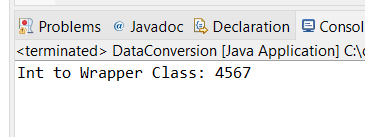 Problems @ Javadoc Declaration Consol
<terminated> DataConversion [Java Application] C:\
Int to Wrapper Class: 4567